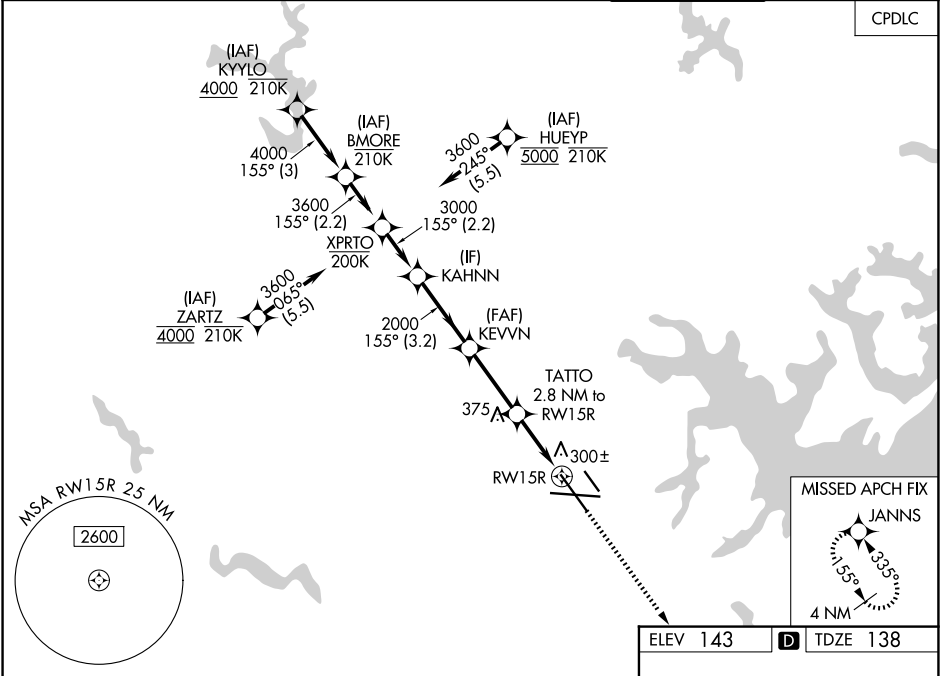 CPDLC
(IAF)
KYYLO
4000 210K
(IAF)
BMORE
210K
(IAF)
HUEYP
5000 210K
3600
245°
(5.5)
4000
155° (3)
3600
155° (2.2)
3000
155° (2.2)
XPRTO
200K
(IF)
KAHNN
3600
065°
(5.5)
(IAF)
ZARTZ
4000 210K
2000
155° (3.2)
(FAF)
KEVVN
TATTO
2.8 NM to
RW15R
375
300±
RW15R
MSA RW15R 25 NM
2600
MISSED APCH FIX
JANNS
155°
335°
4 NM
ELEV 143 D TDZE 138